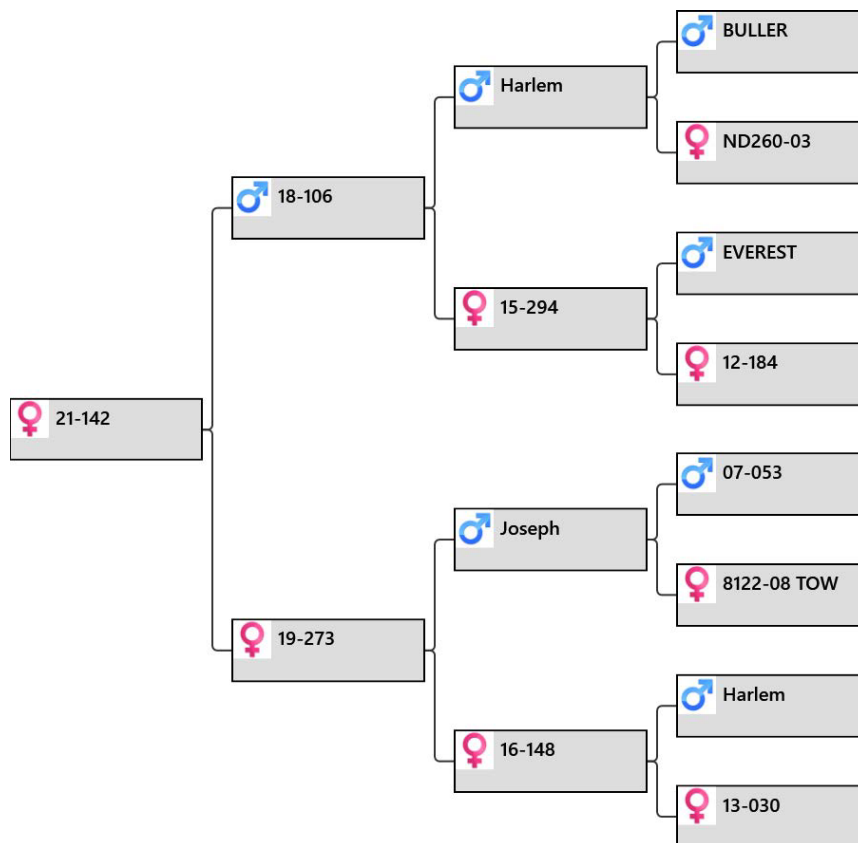 BULLER
Harlem
ND260-03
18-106
EVEREST
15-294
12-184
21-142
07-053
Joseph
8122-08 TOW
19-273
Harlem
16-148
13-030